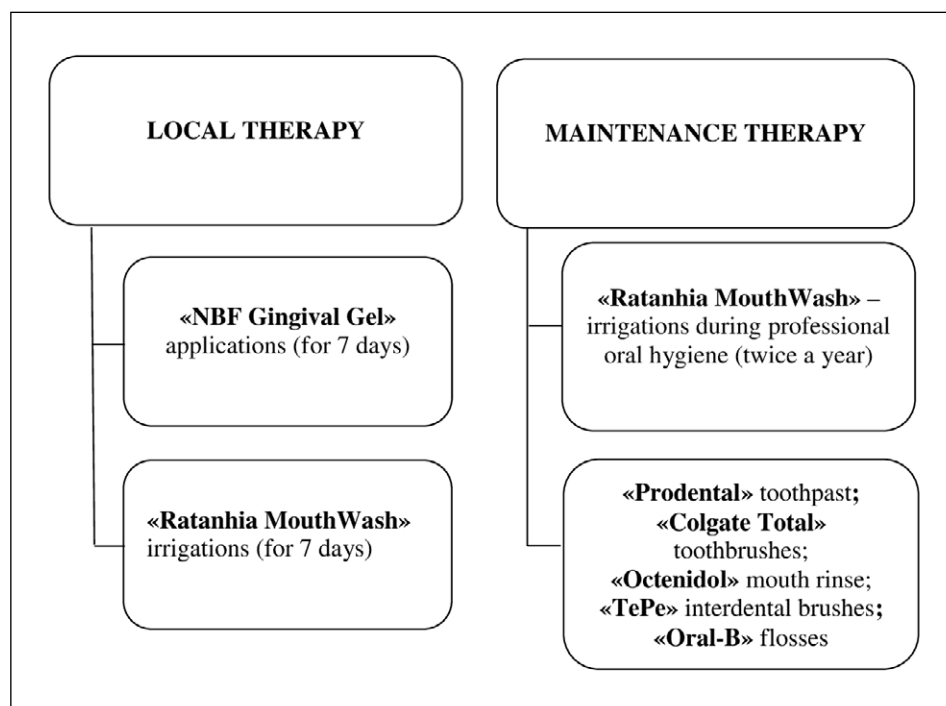 LOCAL THERAPY
«NBF Gingival Gel»
applications (for 7 days)
«Ratanhia MouthWash»
irrigations (for 7 days)
MAINTENANCE THERAPY
«Ratanhia MouthWash» –
irrigations during professional
oral hygiene (twice a year)
«Prodental» toothpast;
«Colgate Total»
toothbrushes;
«Octenidol» mouth rinse;
«TePe» interdental brushes;
«Oral-B» flosses